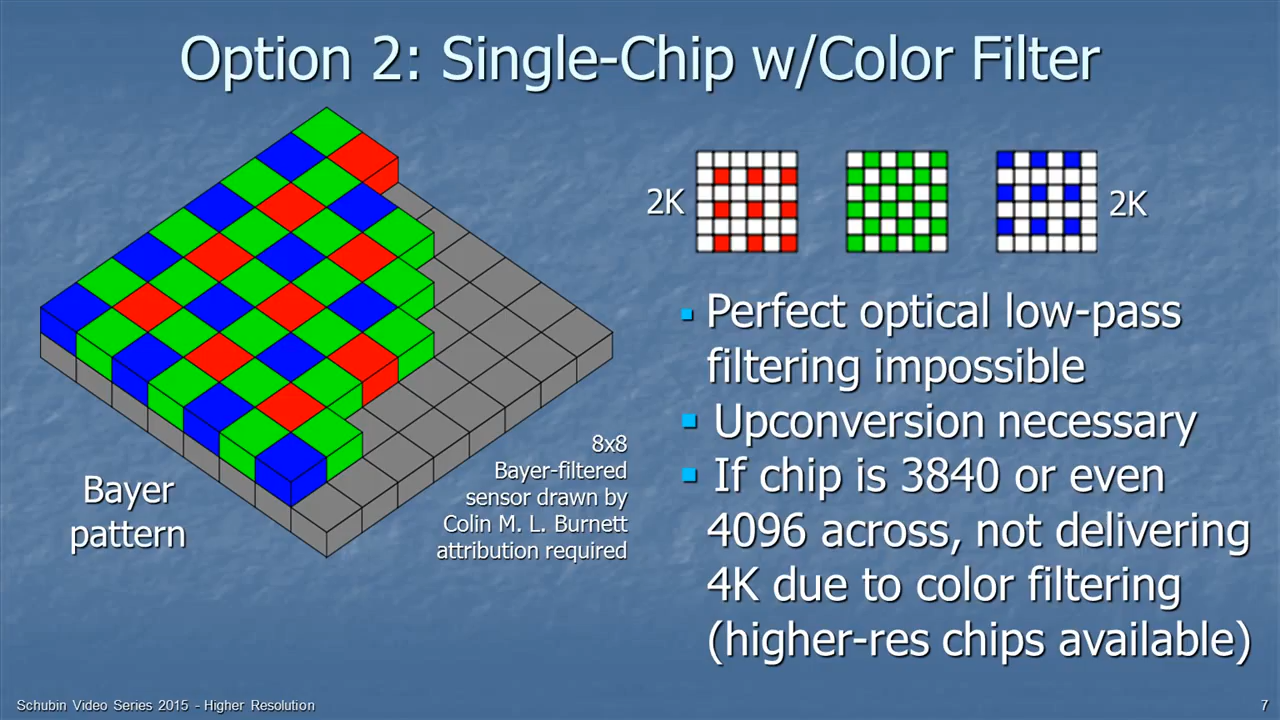 Option 2: Single-Chip w/Color Filter
2K
2K
Perfect optical low-pass
filtering impossible
Upconversion necessary
If chip is 3840 or even
4096 across, not delivering
4K due to color filtering
(higher-res chips available)
Bayer
pattern
8x8
Bayer-filtered
sensor drawn by
Colin M. L. Burnett
attribution required
Schubin Video Series 2015 - Higher Resolution
7